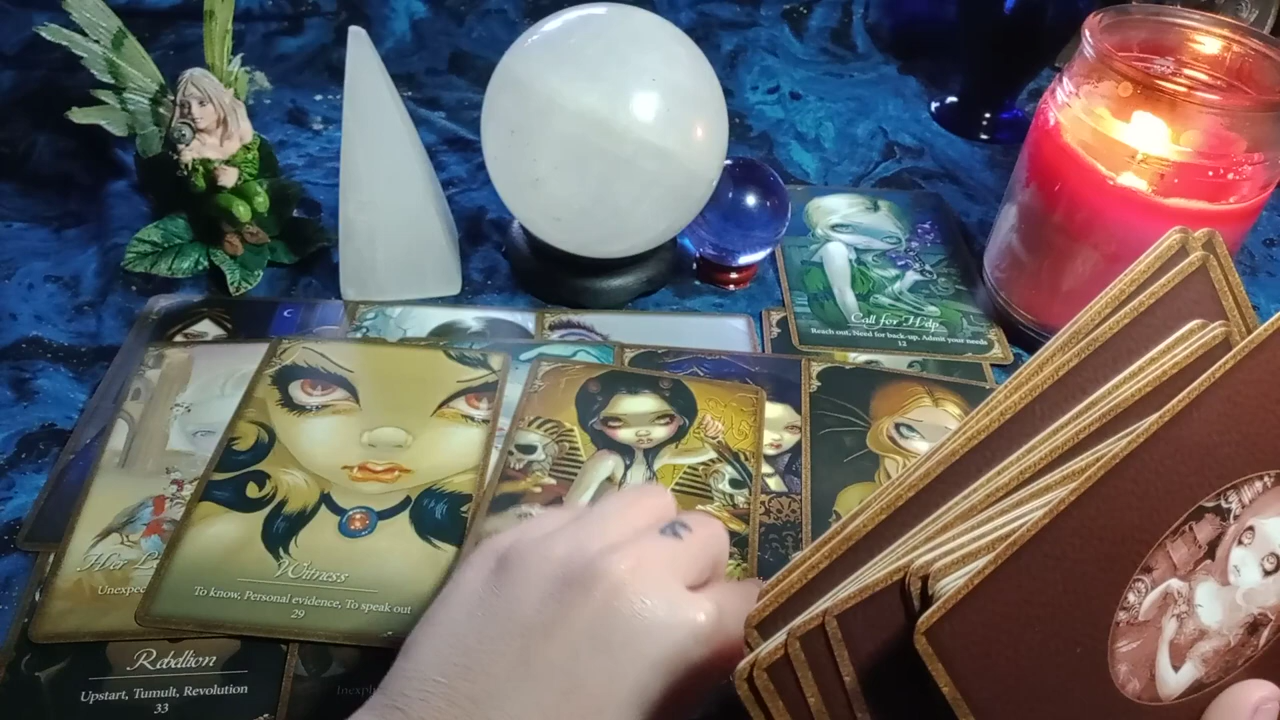 Call for Help
Reach out, Need for back-up, Admit your needs
12
Witness
To know, Personal evidence, To speak out
29
Her
Rebellion
Upstart, Tumult, Revolution
33